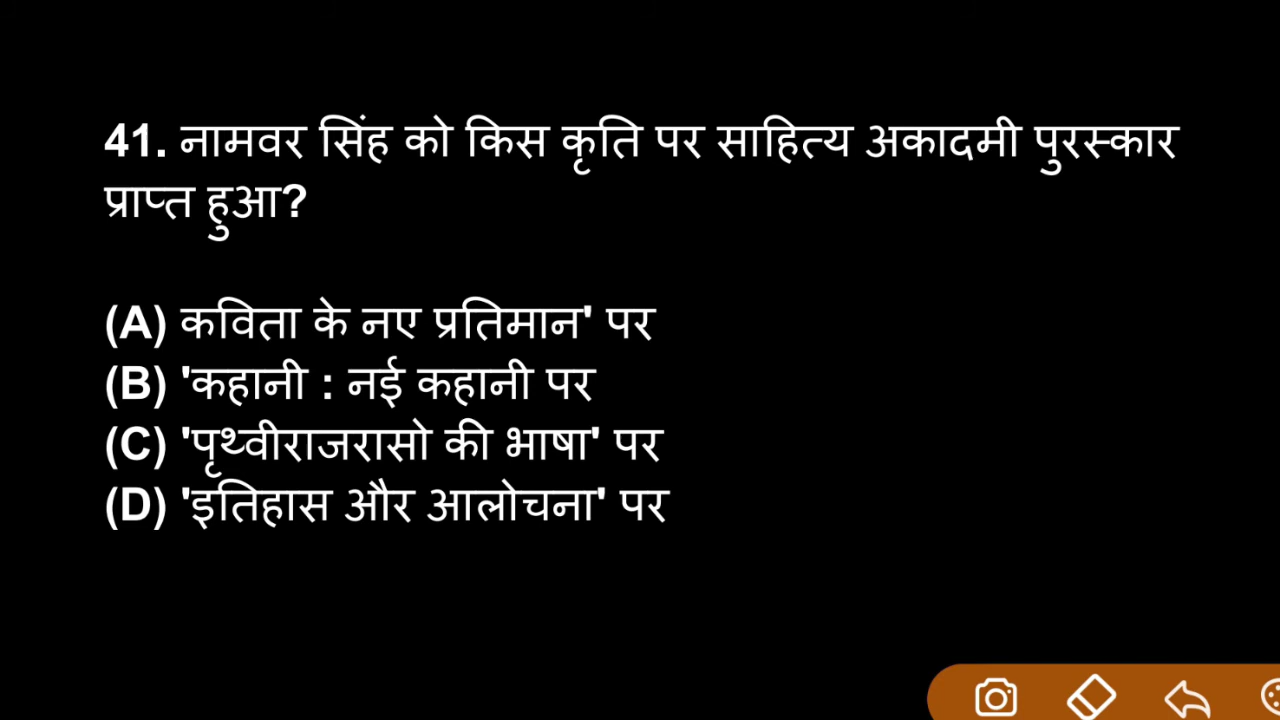 41. नामवर सिंह को किस कृति पर साहित्य अकादमी पुरस्कार
प्राप्त हुआ?
(A) कविता के नए प्रतिमान' पर
(B) 'कहानी : नई कहानी पर
(C) 'पृथ्वीराजरासो की भाषा' पर
(D) 'इतिहास और आलोचना' पर